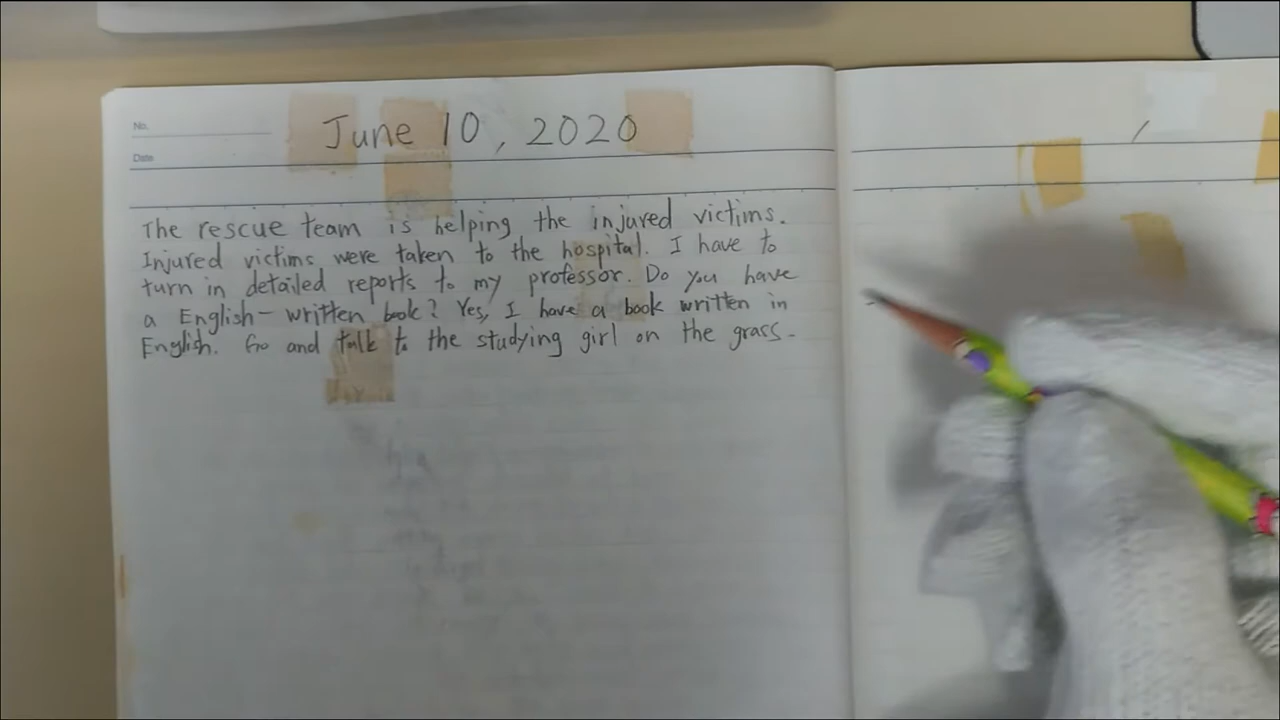 No.
June 10, 2020
Date
The rescue team is helping the injured victims.
Injured victims were taken to the hospital. I have to
turn in detailed reports to my professor. Do you have
a English-written book? Yes, I have a book written in
English. Go and talk to the studying girl on the grass.